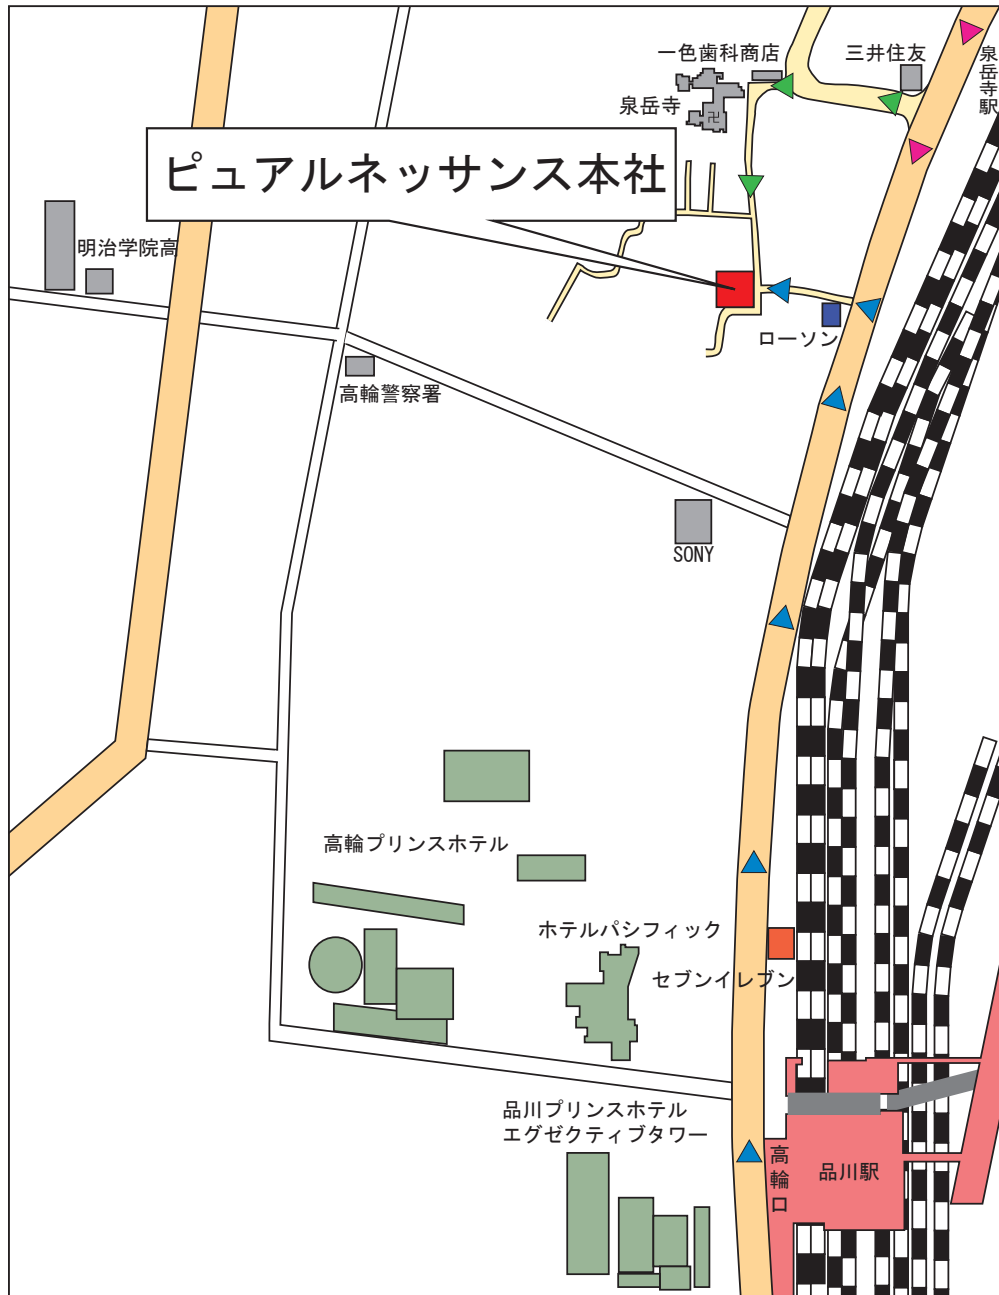 一色歯科商店
三井住友
泉岳寺駅
泉岳寺
卍
ピュアルネッサンス本社
明治学院高
ローソン
高輪警察署
SONY
高輪プリンスホテル
ホテルパシフィック
セブンイレブン
品川プリンスホテル
エグゼクティブタワー
高輪口
品川駅